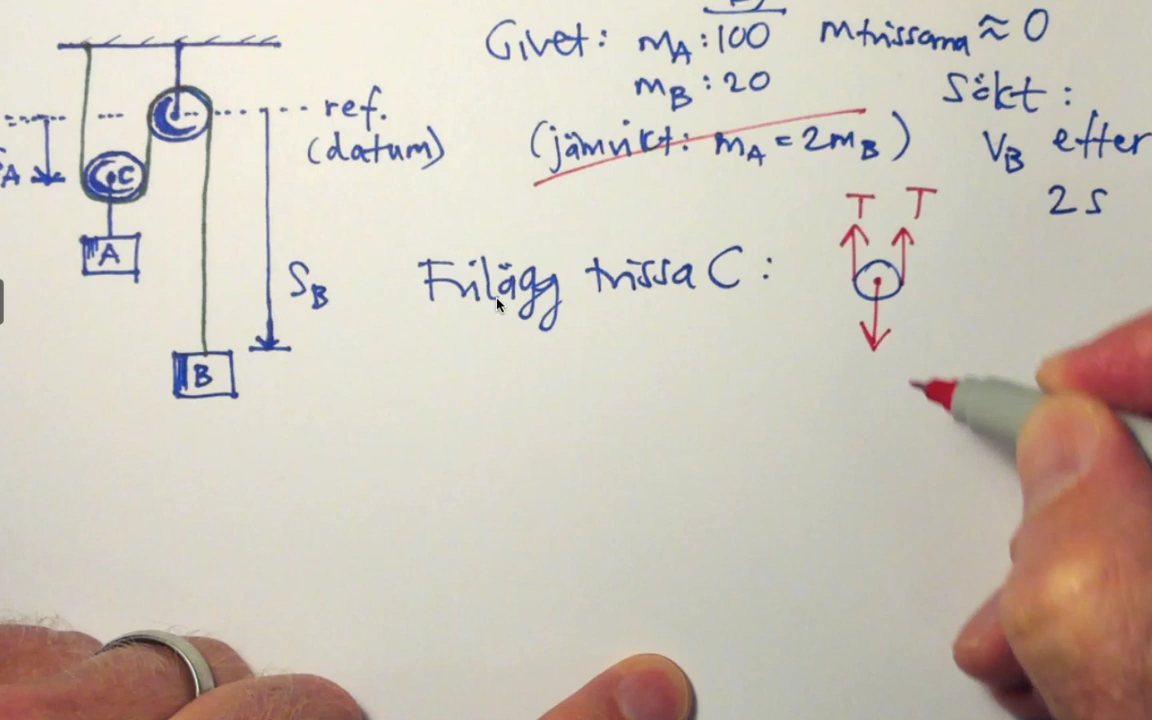 Givet: mA: 100 mtrissorna ≈ 0
mB: 20
Sökt:
ref.
(datum)
(jämvikt: mA = 2mB)
VB efter
2 s
A
C
A
T T
Frilägg trissa C:
SB
B